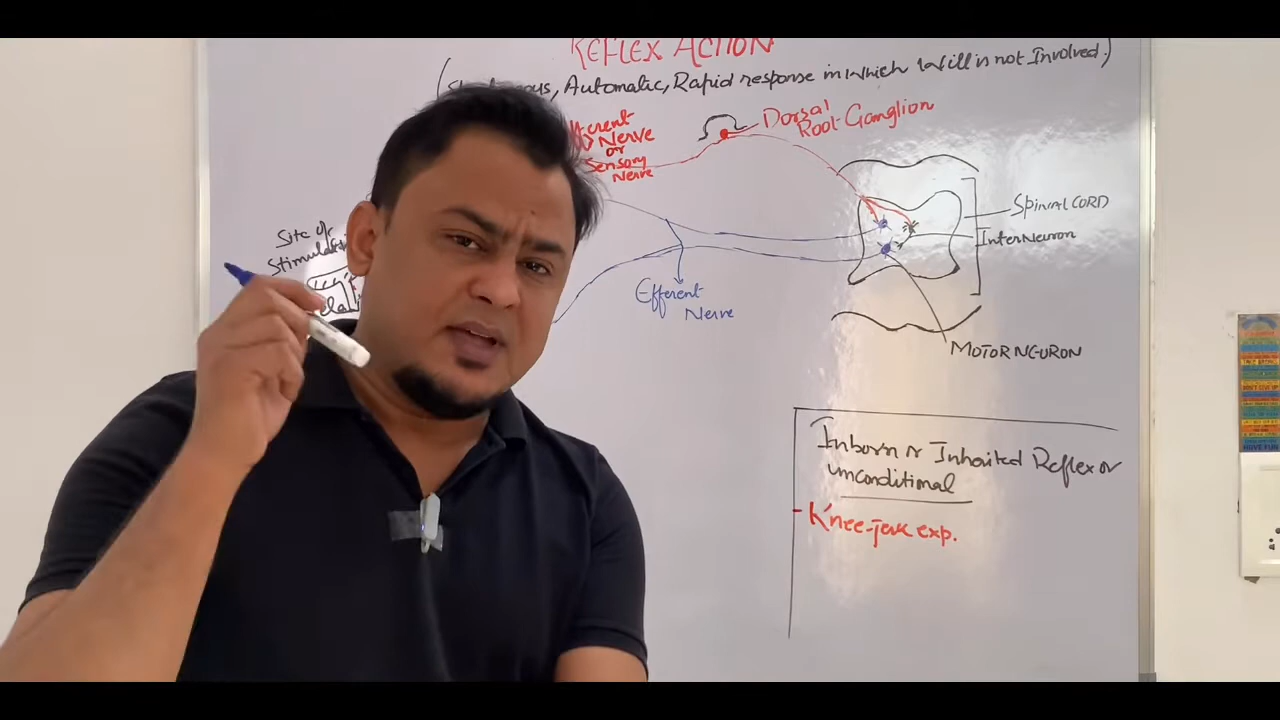 REFLEX ACTION
Automatic, Rapid response in which Will is not Involved.)
Nerve
or
Sensory
Nerve
Dorsal
Root Ganglion
SPINAL CORD
InterNeuron
Site of
Efferent
Nerve
MOTOR NEURON
Inborn or Inherited Reflex or
unconditional
- Knee-Jerk exp.